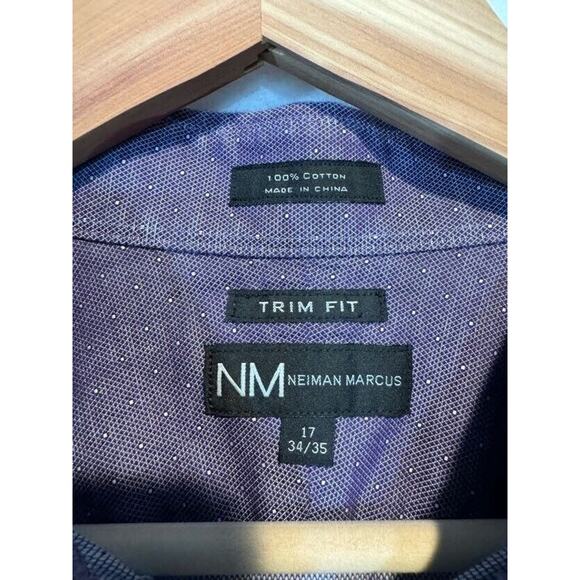 100% COTTON
MADE IN CHINA
TRIM FIT
NM NEIMAN MARCUS
17
34/35